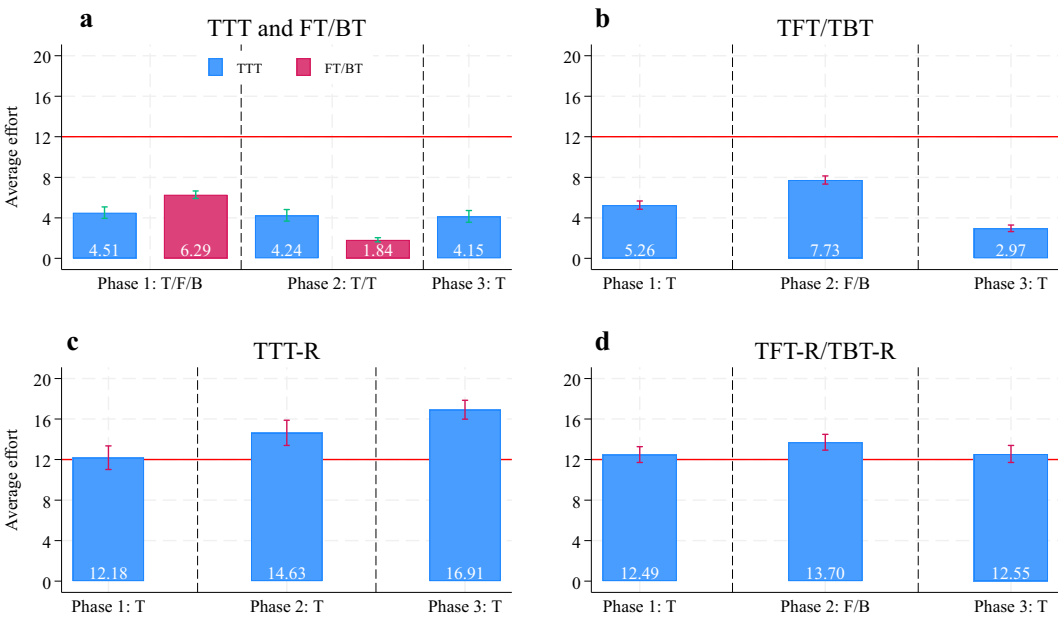 a
TTT and FT/BT
Average effort
20
16
12
8
4
0
TTT
FT/BT
4.51
6.29
4.24
1.84
4.15
Phase 1: T/F/B
Phase 2: T/T
Phase 3: T
b
TFT/TBT
20
16
12
8
4
0
5.26
7.73
2.97
Phase 1: T
Phase 2: F/B
Phase 3: T
c
TTT-R
Average effort
20
16
12
8
4
0
12.18
14.63
16.91
Phase 1: T
Phase 2: T
Phase 3: T
d
TFT-R/TBT-R
20
16
12
8
4
0
12.49
13.70
12.55
Phase 1: T
Phase 2: F/B
Phase 3: T